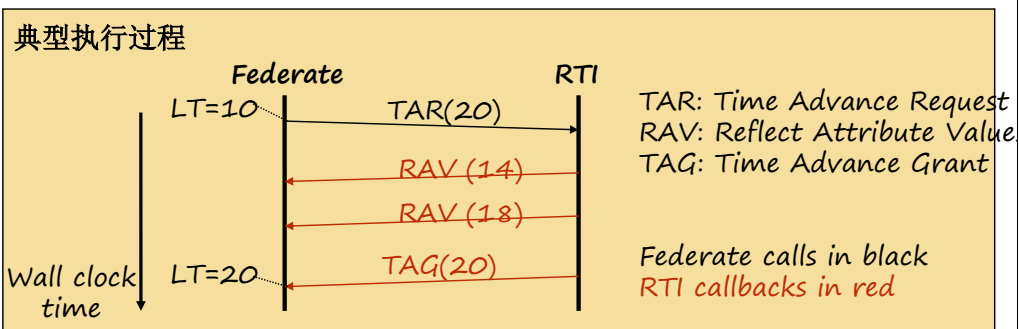 典型执行过程
Federate
RTI
LT=10
TAR(20)
TAR: Time Advance Request
RAV: Reflect Attribute Value
TAG: Time Advance Grant
RAV (14)
RAV (18)
TAG(20)
LT=20
Wall clock
time
Federate calls in black
RTI callbacks in red